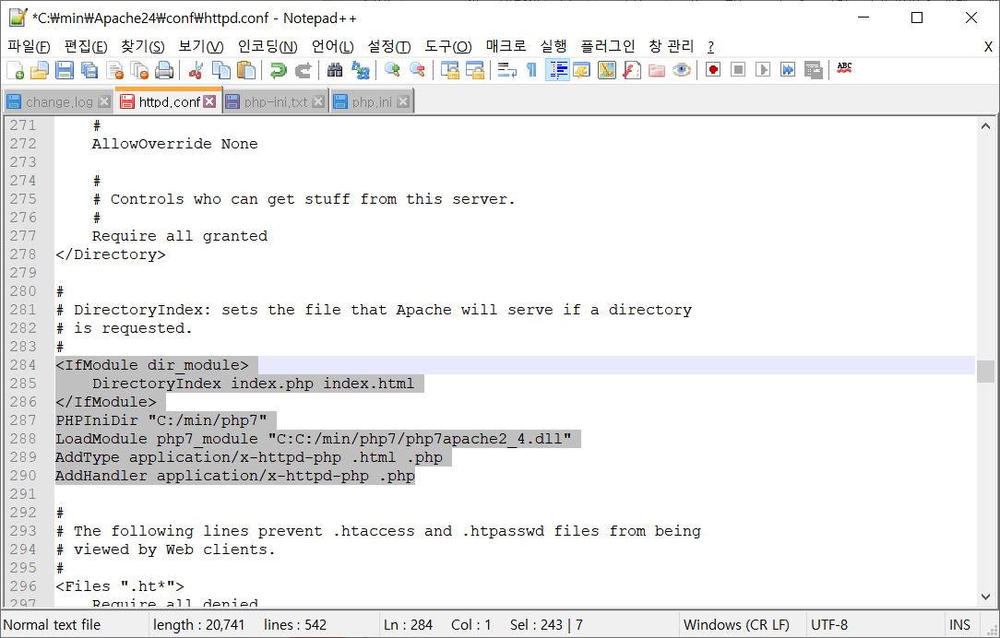 *C:₩min₩Apache24₩conf₩httpd.conf - Notepad++
파일(F) 편집(E) 찾기(S) 보기(V) 인코딩(N) 언어(L) 설정(T) 도구(O) 매크로 실행 플러그인 창 관리 ? X
ABC
change.log httpd.conf php-ini.txt php.ini
271 #
272 AllowOverride None
273
274 #
275 # Controls who can get stuff from this server.
276 #
277 Require all granted
278 </Directory>
279
280 #
281 # DirectoryIndex: sets the file that Apache will serve if a directory
282 # is requested.
283 #
284 <IfModule dir_module>
285 DirectoryIndex index.php index.html
286 </IfModule>
287 PHPIniDir "C:/min/php7"
288 LoadModule php7_module "C:C:/min/php7/php7apache2_4.dll"
289 AddType application/x-httpd-php .html .php
290 AddHandler application/x-httpd-php .php
291
292 #
293 # The following lines prevent .htaccess and .htpasswd files from being
294 # viewed by Web clients.
295 #
296 <Files ".ht*">
297 Require all denied
Normal text file length : 20,741 lines : 542 Ln : 284 Col : 1 Sel : 243 | 7 Windows (CR LF) UTF-8 INS